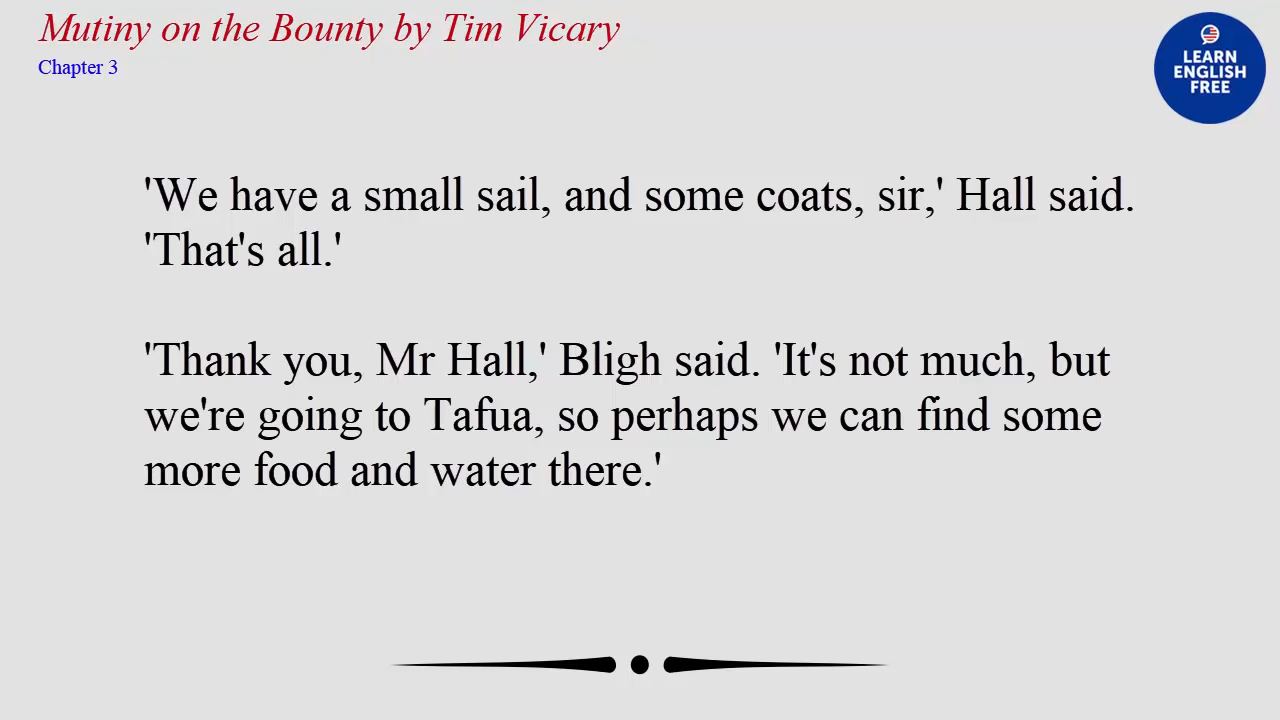 Mutiny on the Bounty by Tim Vicary
Chapter 3
LEARN
ENGLISH
FREE
'We have a small sail, and some coats, sir,' Hall said.
'That's all.'
'Thank you, Mr Hall,' Bligh said. 'It's not much, but
we're going to Tafua, so perhaps we can find some
more food and water there.'